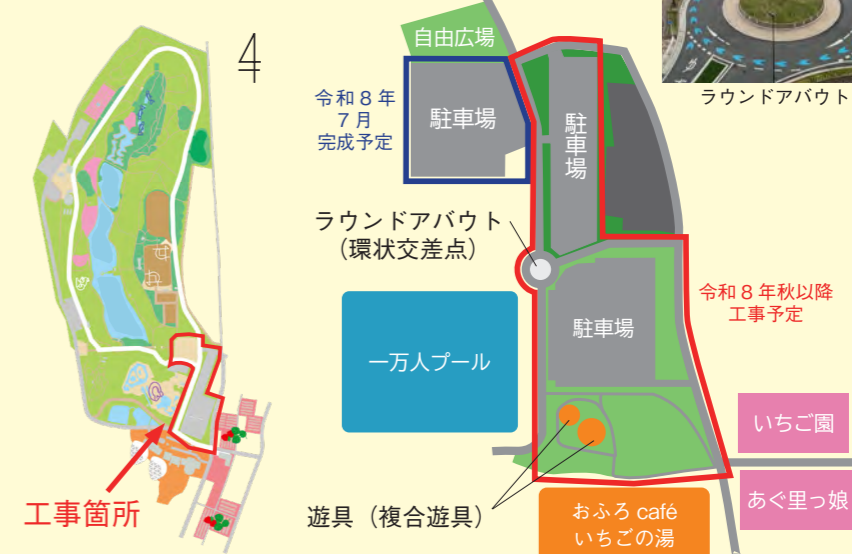 自由広場
令和8年
7月
完成予定
駐車場
駐車場
ラウンドアバウト
ラウンドアバウト
（環状交差点）
令和8年秋以降
工事予定
駐車場
一万人プール
いちご園
あぐ里っ娘
工事箇所
遊具（複合遊具）
おふろcafé
いちごの湯